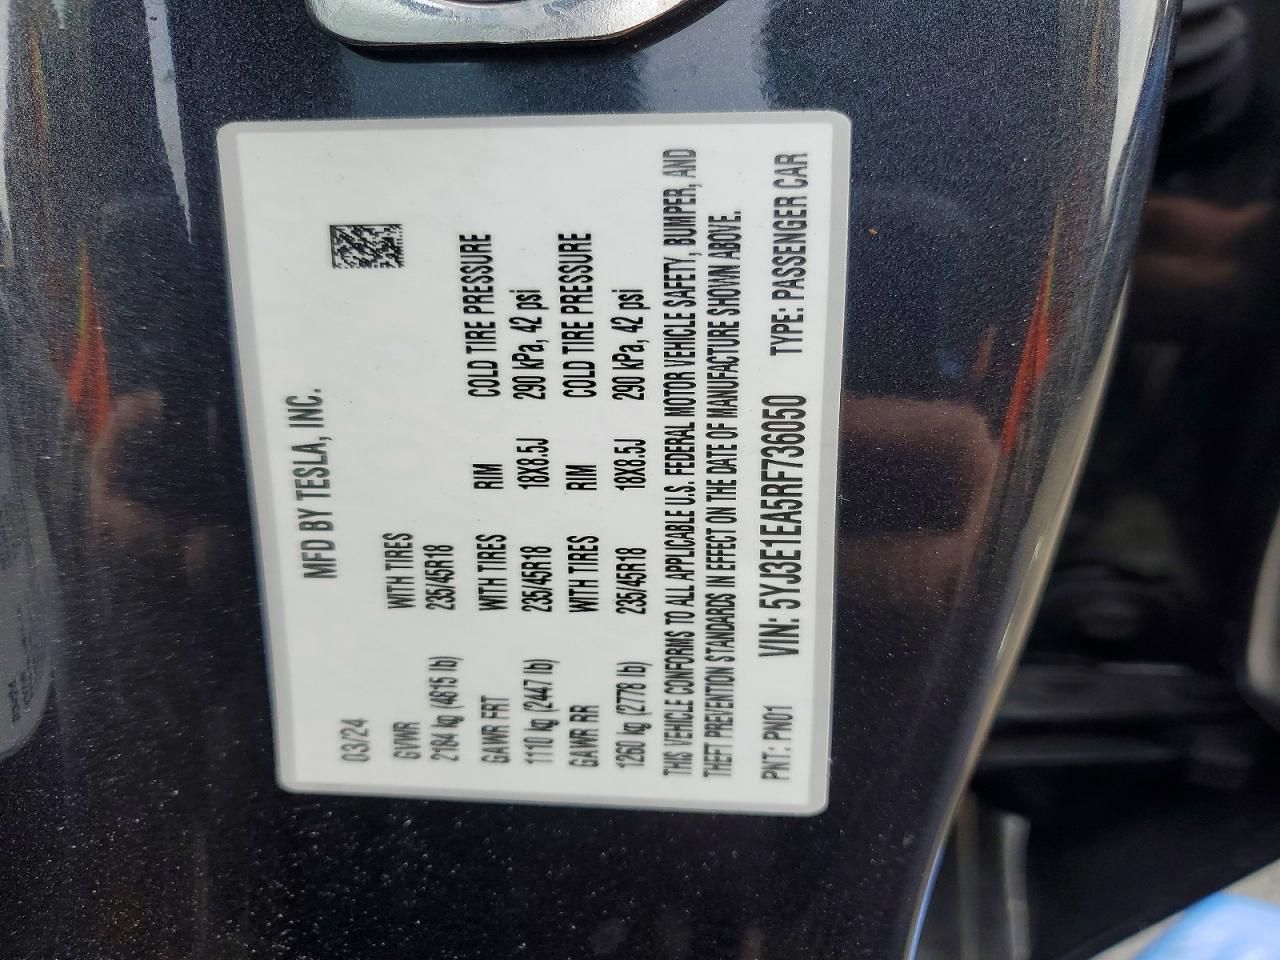 MFD BY TESLA, INC.
03/24
GVWR WITH TIRES
2184 kg (4815 lb) 235/45R18
GAWR FRT WITH TIRES RIM COLD TIRE PRESSURE
1110 kg (2447 lb) 235/45R18 18X8.5J 290 kPa, 42 psi
GAWR RR WITH TIRES RIM COLD TIRE PRESSURE
1260 kg (2778 lb) 235/45R18 18X8.5J 290 kPa, 42 psi
THIS VEHICLE CONFORMS TO ALL APPLICABLE U.S. FEDERAL MOTOR VEHICLE SAFETY, BUMPER, AND
THEFT PREVENTION STANDARDS IN EFFECT ON THE DATE OF MANUFACTURE SHOWN ABOVE.
PNT: PN01 VIN: 5YJ3E1EA5RF736050 TYPE: PASSENGER CAR